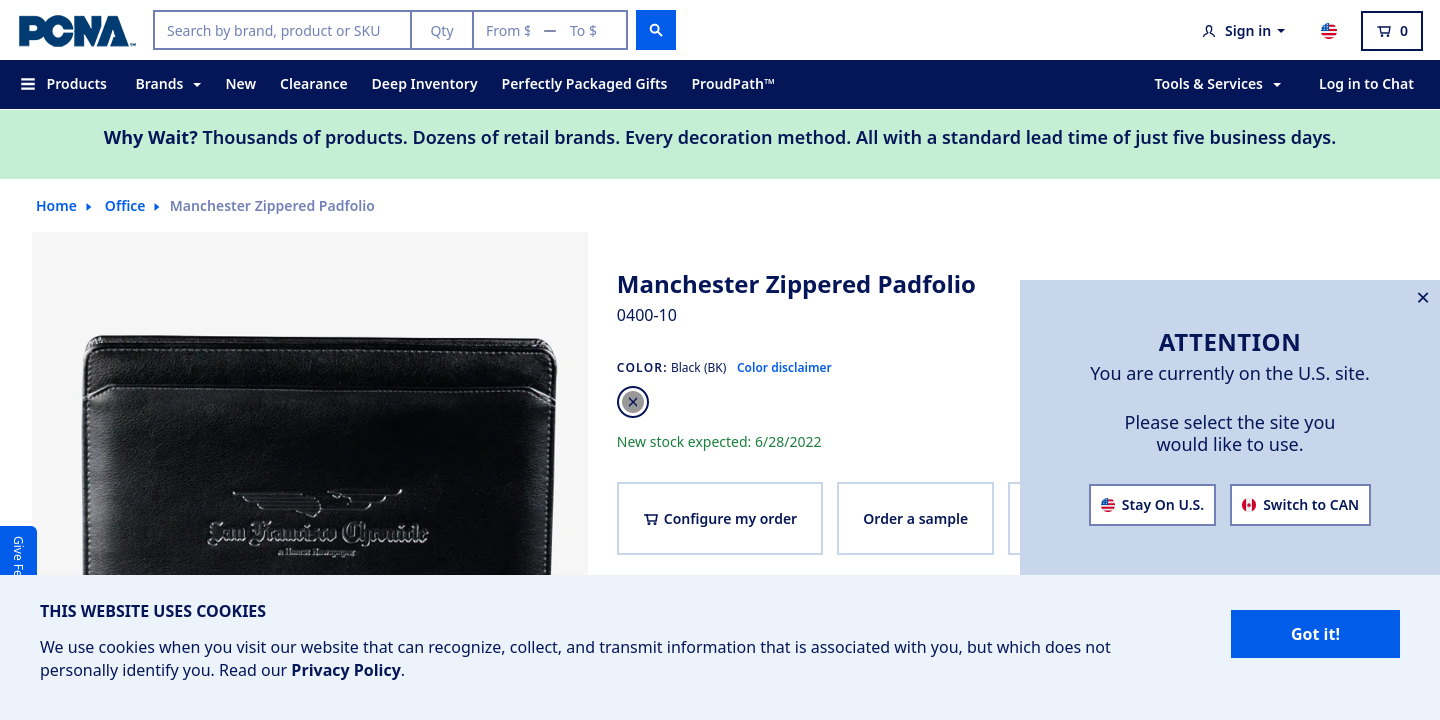 PCNA™
Search by brand, product or SKU
Qty
From $ — To $
Sign in
0
Products
Brands
New
Clearance
Deep Inventory
Perfectly Packaged Gifts
ProudPath™
Tools & Services
Log in to Chat
Why Wait? Thousands of products. Dozens of retail brands. Every decoration method. All with a standard lead time of just five business days.
Home
Office
Manchester Zippered Padfolio
San Francisco Chronicle
a Hearst Newspaper
Manchester Zippered Padfolio
0400-10
COLOR: Black (BK) Color disclaimer
New stock expected: 6/28/2022
Configure my order
Order a sample
ATTENTION
You are currently on the U.S. site.
Please select the site you
would like to use.
Stay On U.S.
Switch to CAN
Give
THIS WEBSITE USES COOKIES
We use cookies when you visit our website that can recognize, collect, and transmit information that is associated with you, but which does not
personally identify you. Read our Privacy Policy.
Got it!